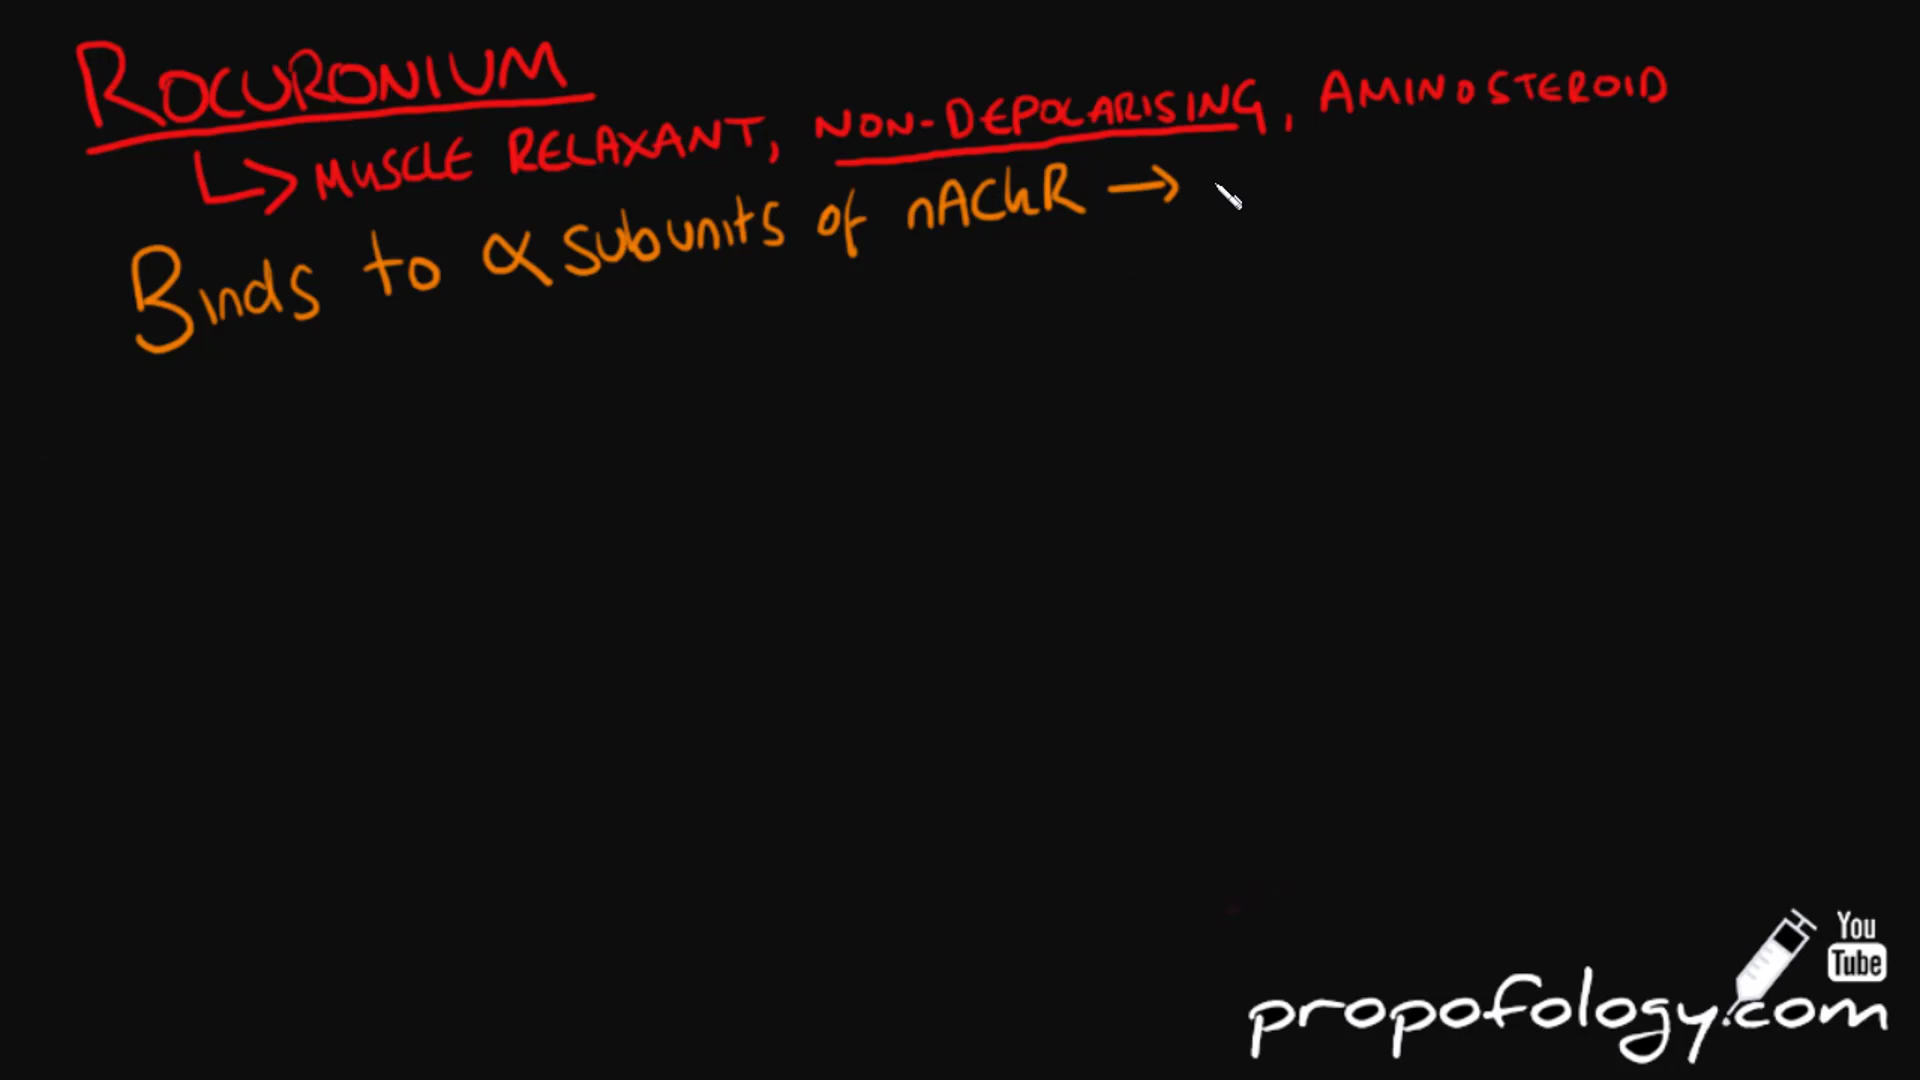 ROCURONIUM
↳ MUSCLE RELAXANT, NON-DEPOLARISING, AMINOSTEROID
Binds to α subunits of nAChR →
You
Tube
propofology.com